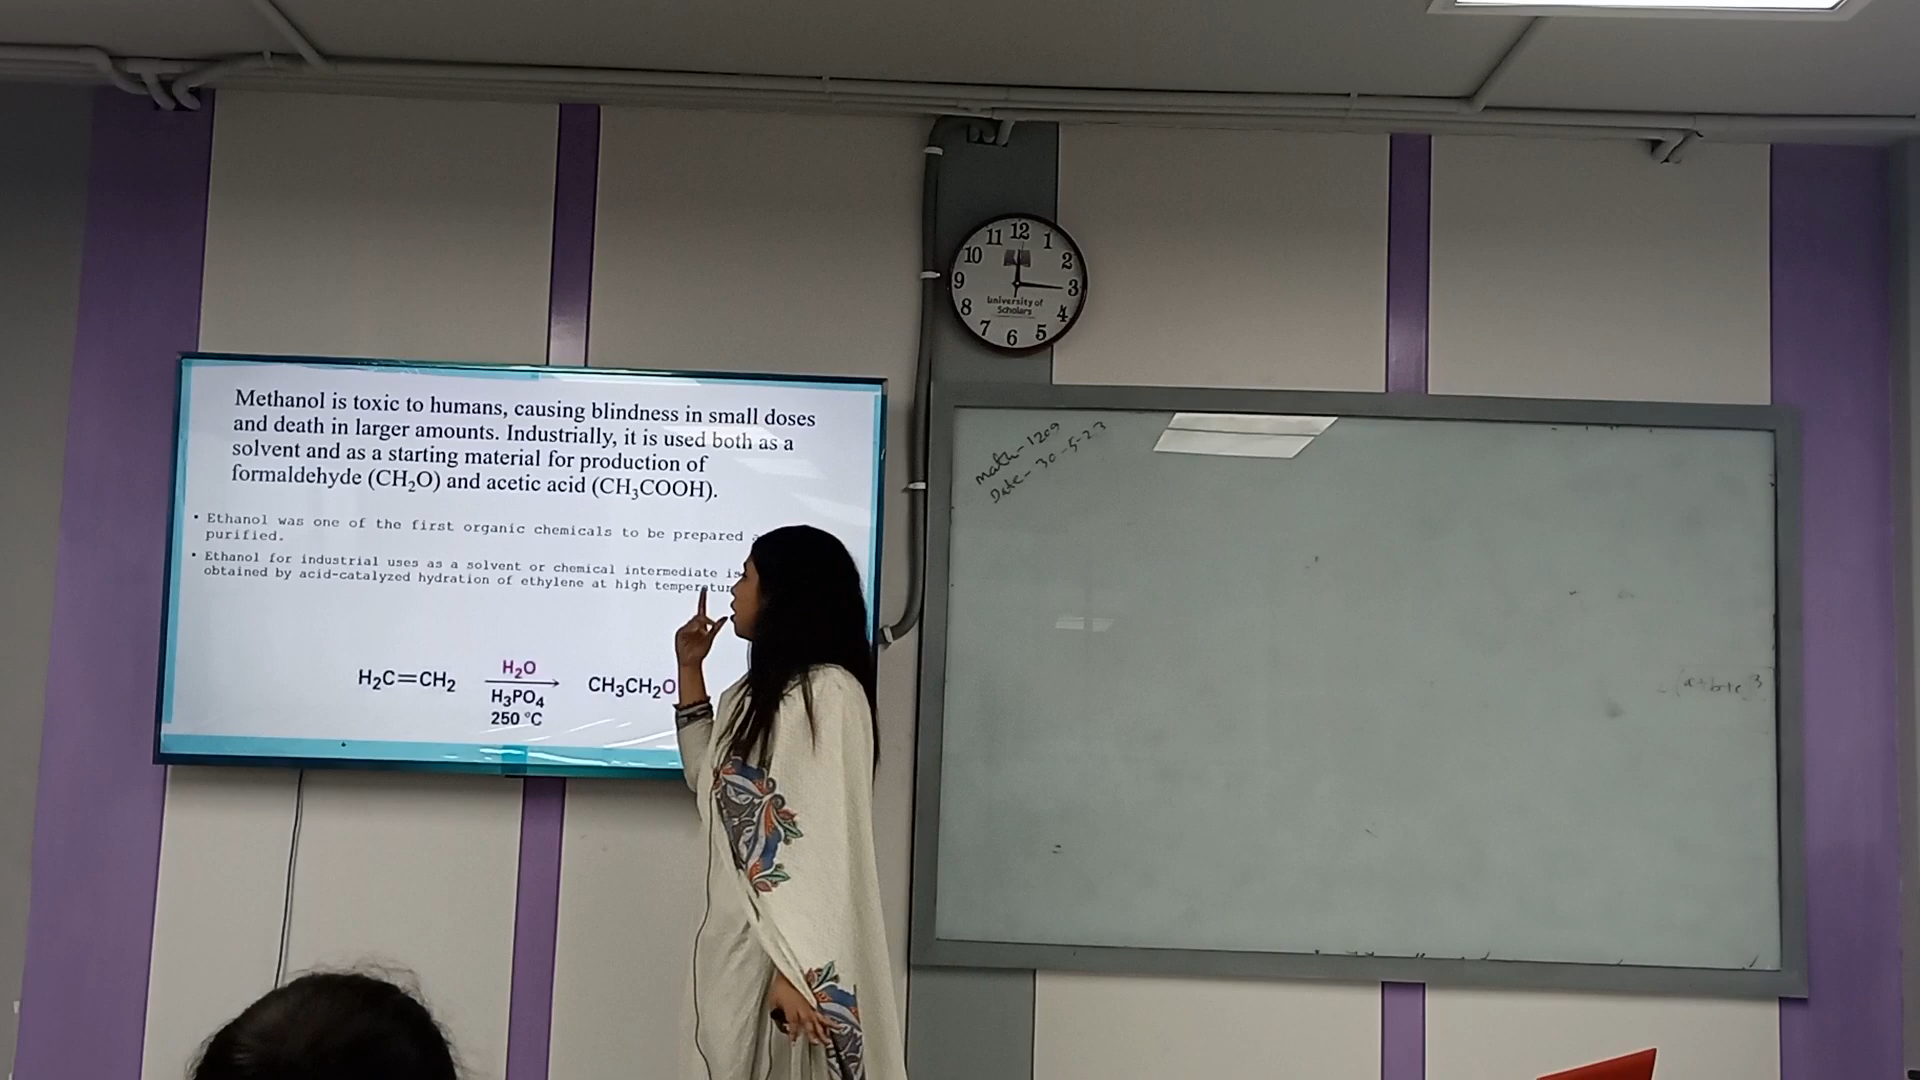 Methanol is toxic to humans, causing blindness in small doses
and death in larger amounts. Industrially, it is used both as a
solvent and as a starting material for production of
formaldehyde (CH₂O) and acetic acid (CH₃COOH).
• Ethanol was one of the first organic chemicals to be prepared
purified.
• Ethanol for industrial uses as a solvent or chemical intermediate is
obtained by acid-catalyzed hydration of ethylene at high temperatur
H₂C=CH₂
H₂O
H₃PO₄
250 °C
CH₃CH₂O
11 12 1
10 2
9 3
8 4
7 6 5
University of
Scholars
Math-1209
Date-30-5-23